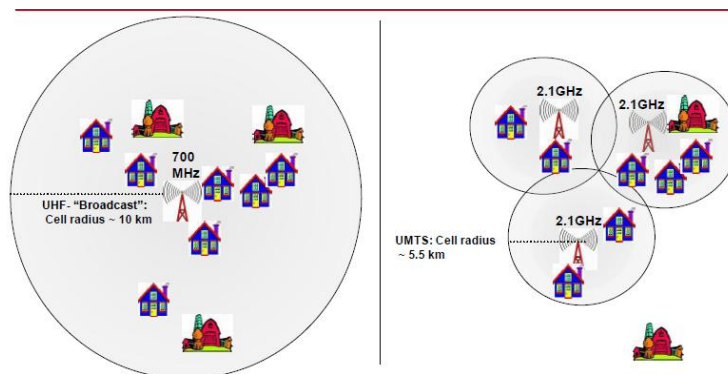 700
MHz
UHF- “Broadcast”:
Cell radius ~ 10 km
2.1GHz
2.1GHz
2.1GHz
UMTS: Cell radius
~ 5.5 km